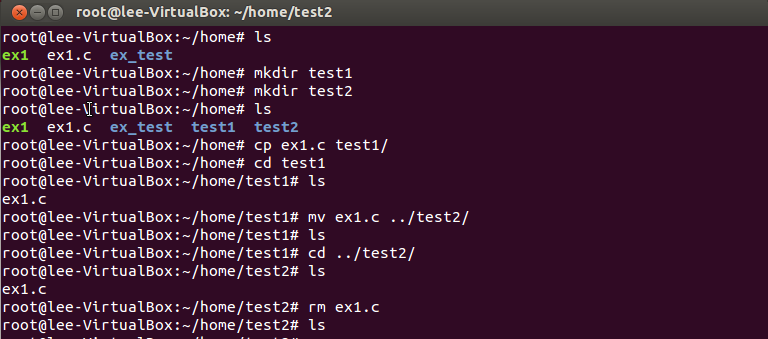 root@lee-VirtualBox: ~/home/test2
root@lee-VirtualBox:~/home# ls
ex1  ex1.c  ex_test
root@lee-VirtualBox:~/home# mkdir test1
root@lee-VirtualBox:~/home# mkdir test2
root@lee-VirtualBox:~/home# ls
ex1  ex1.c  ex_test  test1  test2
root@lee-VirtualBox:~/home# cp ex1.c test1/
root@lee-VirtualBox:~/home# cd test1
root@lee-VirtualBox:~/home/test1# ls
ex1.c
root@lee-VirtualBox:~/home/test1# mv ex1.c ../test2/
root@lee-VirtualBox:~/home/test1# ls
root@lee-VirtualBox:~/home/test1# cd ../test2/
root@lee-VirtualBox:~/home/test2# ls
ex1.c
root@lee-VirtualBox:~/home/test2# rm ex1.c
root@lee-VirtualBox:~/home/test2# ls